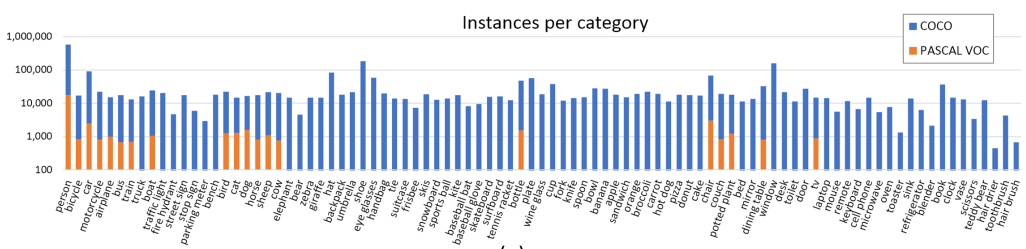 Instances per category
COCO
PASCAL VOC
1,000,000
100,000
10,000
1,000
100
person
bicycle
car
motorcycle
airplane
bus
train
truck
boat
traffic light
fire hydrant
street sign
stop sign
parking meter
bench
bird
cat
dog
horse
sheep
cow
elephant
bear
zebra
giraffe
hat
backpack
umbrella
shoe
eye glasses
handbag
tie
suitcase
frisbee
skis
snowboard
sports ball
kite
baseball bat
baseball glove
skateboard
surfboard
tennis racket
bottle
plate
wine glass
cup
fork
knife
spoon
bowl
banana
apple
sandwich
orange
broccoli
carrot
hot dog
pizza
donut
cake
chair
couch
potted plant
bed
mirror
dining table
window
desk
toilet
door
tv
laptop
mouse
remote
keyboard
cell phone
microwave
oven
toaster
sink
refrigerator
blender
book
clock
vase
scissors
teddy bear
hair drier
toothbrush
hair brush